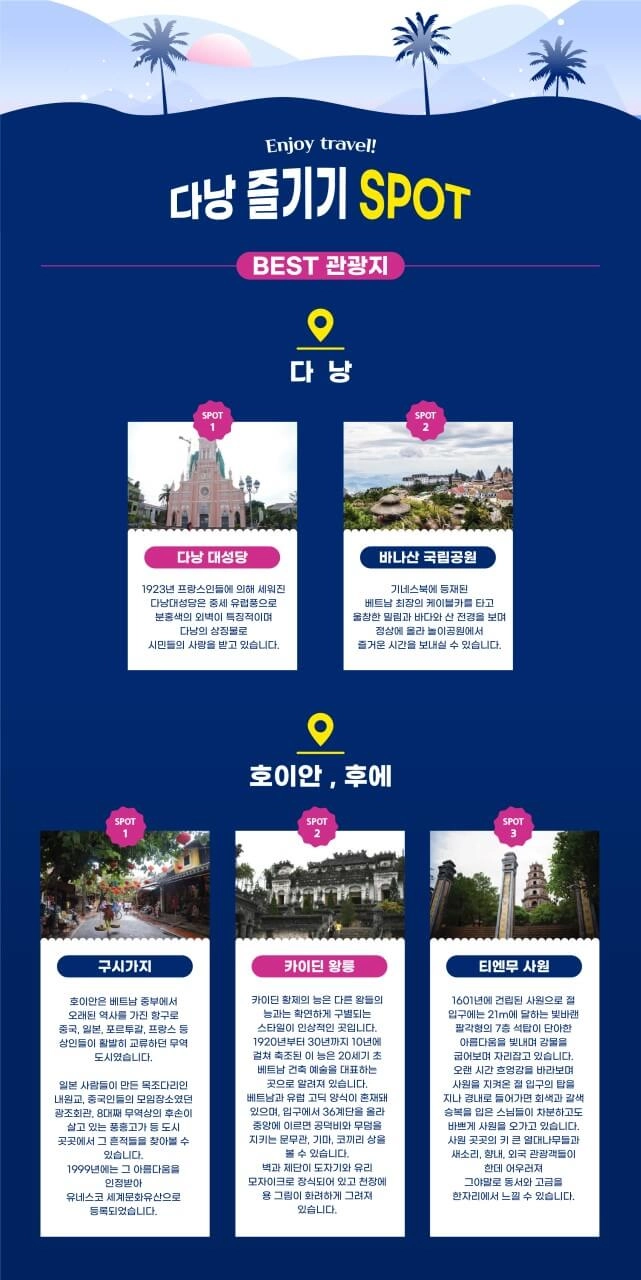 Enjoy travel!
다낭 즐기기 SPOT
BEST 관광지
다 낭
SPOT
1
다낭 대성당
1923년 프랑스인들에 의해 세워진
다낭대성당은 중세 유럽풍으로
분홍색의 외벽이 특징적이며
다낭의 상징물로
시민들의 사랑을 받고 있습니다.
SPOT
2
바나산 국립공원
기네스북에 등재된
베트남 최장의 케이블카를 타고
울창한 밀림과 바다와 산 전경을 보며
정상에 올라 놀이공원에서
즐거운 시간을 보내실 수 있습니다.
호이안 , 후에
SPOT
1
구시가지
호이안은 베트남 중부에서
오래된 역사를 가진 항구로
중국, 일본, 포르투갈, 프랑스 등
상인들이 활발히 교류하던 무역
도시였습니다.
일본 사람들이 만든 목조다리인
내원교, 중국인들의 모임장소였던
광조회관, 8대째 무역상의 후손이
살고 있는 풍흥고가 등 도시
곳곳에서 그 흔적들을 찾아볼 수
있습니다.
1999년에는 그 아름다움을
인정받아
유네스코 세계문화유산으로
등록되었습니다.
SPOT
2
카이딘 왕릉
카이딘 황제의 능은 다른 왕들의
능과는 확연하게 구별되는
스타일이 인상적인 곳입니다.
1920년부터 30년까지 10년에
걸쳐 축조된 이 능은 20세기 초
베트남 건축 예술을 대표하는
곳으로 알려져 있습니다.
베트남과 유럽 고딕 양식이 혼재돼
있으며, 입구에서 36계단을 올라
중앙에 이르면 공덕비와 무덤을
지키는 문무관, 기마, 코끼리 상을
볼 수 있습니다.
벽과 제단이 도자기와 유리
모자이크로 장식되어 있고 천장에
용 그림이 화려하게 그려져
있습니다.
SPOT
3
티엔무 사원
1601년에 건립된 사원으로 절
입구에는 21m에 달하는 빛바랜
팔각형의 7층 석탑이 단아한
아름다움을 빛내며 강물을
굽어보며 자리잡고 있습니다.
오랜 시간 흐엉강을 바라보며
사원을 지켜온 절 입구의 탑을
지나 경내로 들어가면 회색과 갈색
승복을 입은 스님들이 차분하고도
바쁘게 사원을 오가고 있습니다.
사원 곳곳의 키 큰 열대나무들과
새소리, 향내, 외국 관광객들이
한데 어우러져
그야말로 동서와 고금을
한자리에서 느낄 수 있습니다.